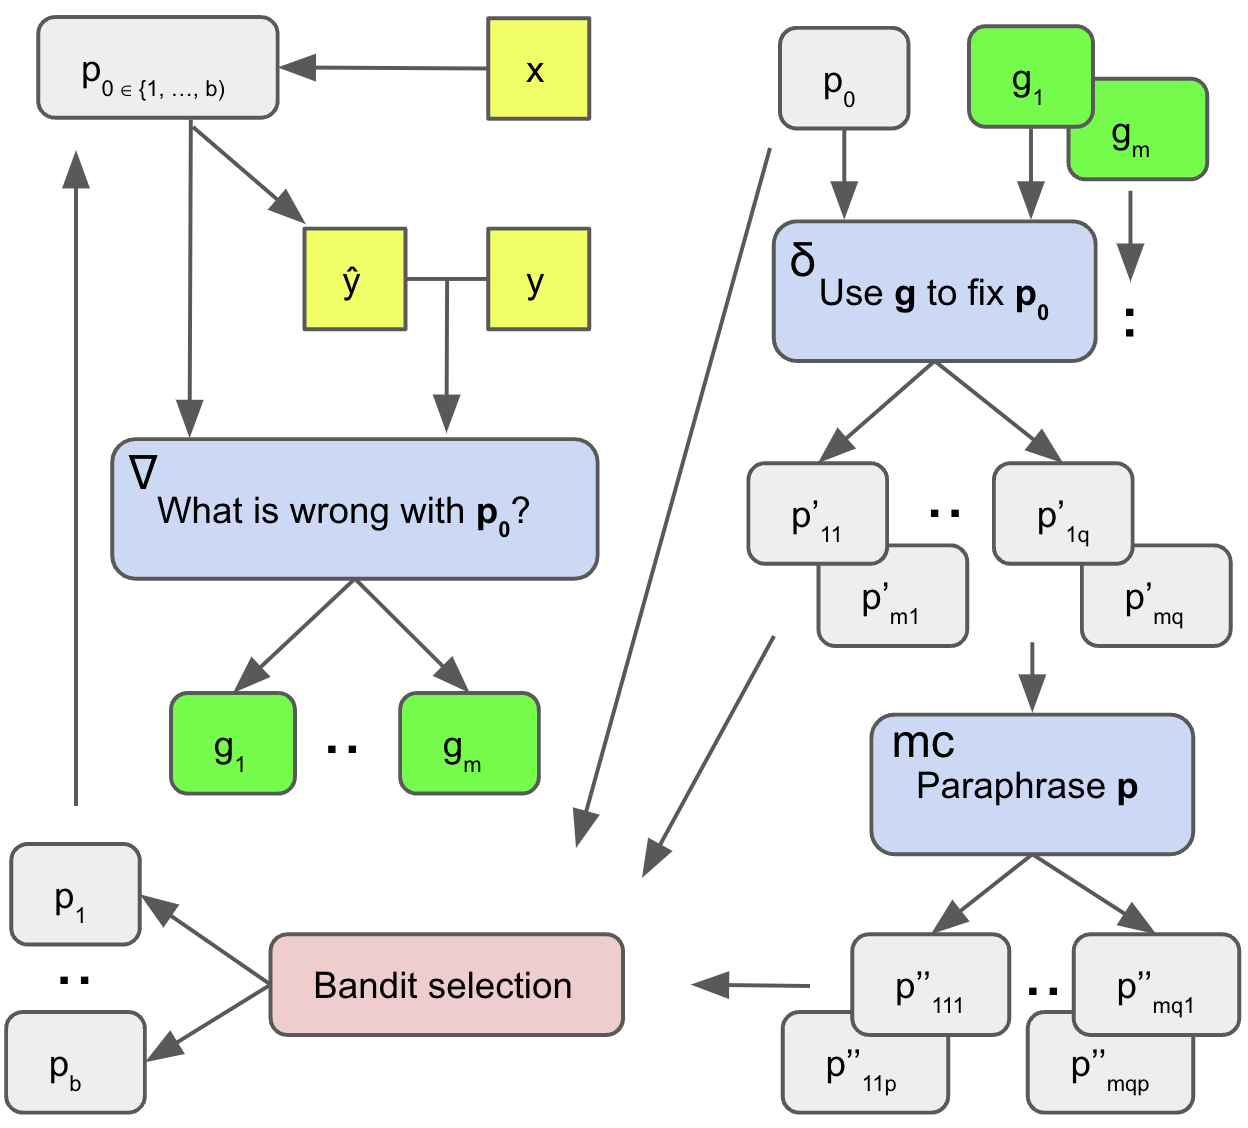 p0 ∈ {1, …, b)
x
ŷ
y
∇
What is wrong with p0?
g1
..
gm
p1
..
pb
Bandit selection
p0
g1
gm
δ
Use g to fix p0
:
p’11
..
p’1q
p’m1
p’mq
mc
Paraphrase p
p’’111
..
p’’mq1
p’’11p
p’’mqp